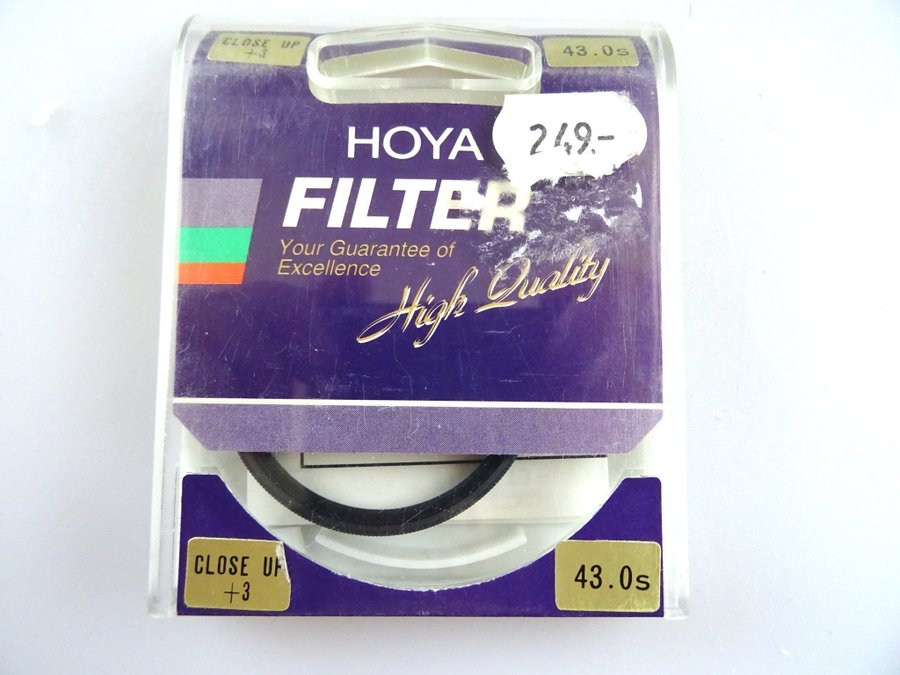 CLOSE UP
+3
43.0s
HOYA
249.-
FILTER
Your Guarantee of
Excellence
High Quality
CLOSE UP
+3
43.0s